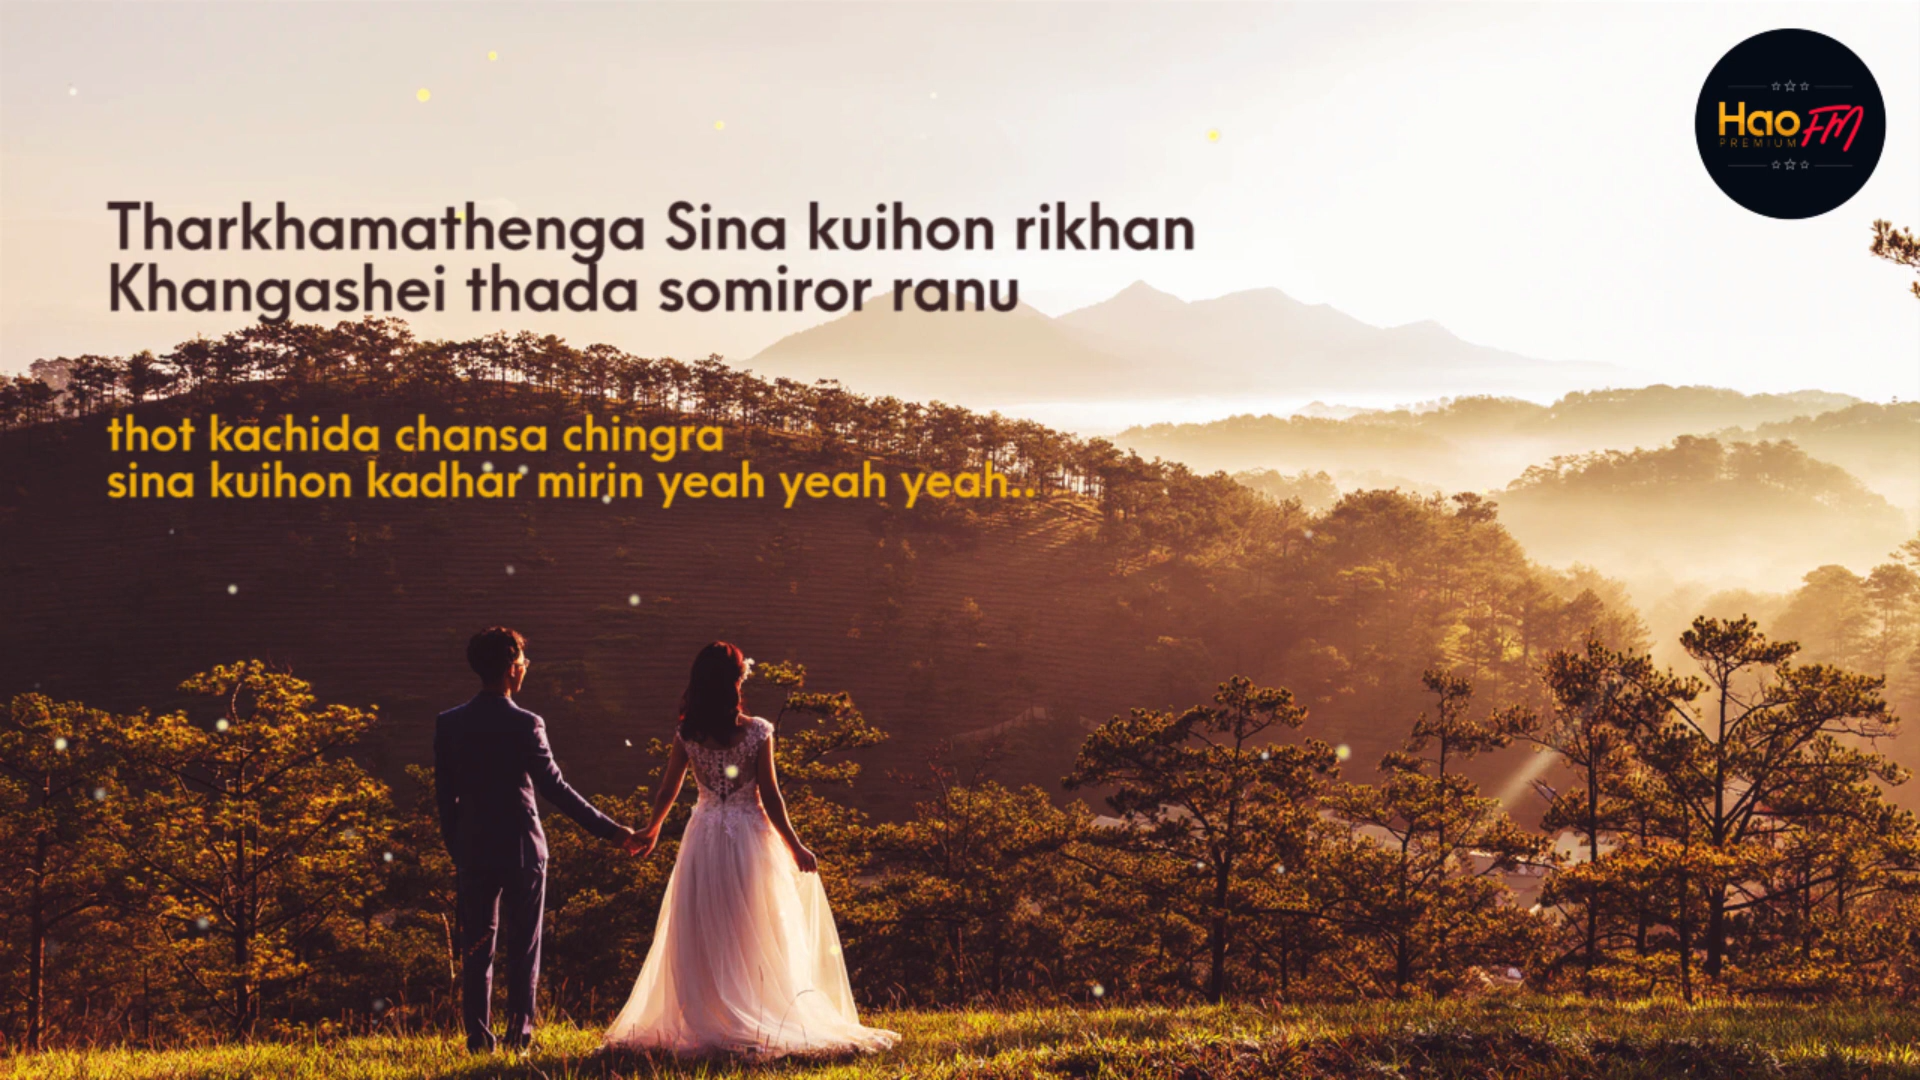 Tharkhamathenga Sina kuihon rikhan
Khangashei thada somiror ranu
thot kachida chansa chingra
sina kuihon kadhar mirin yeah yeah yeah..
Hao FM
PREMIUM